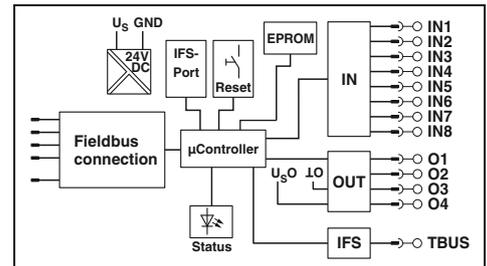 US GND
24V
DC
IFS-
Port
Reset
EPROM
IN
IN1
IN2
IN3
IN4
IN5
IN6
IN7
IN8
Fieldbus
connection
µController
USO
OT
OUT
O1
O2
O3
O4
Status
IFS
TBUS